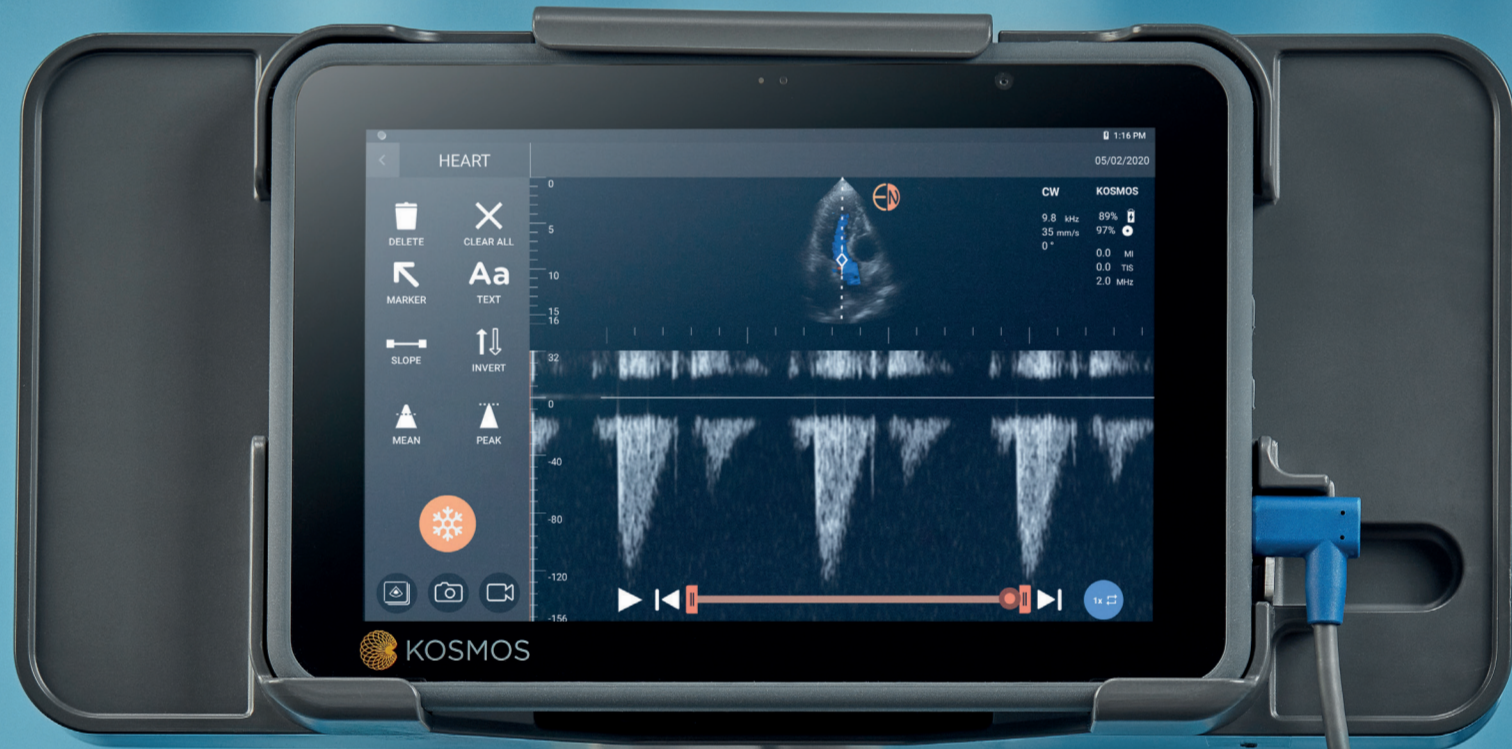 1:16 PM
HEART
05/02/2020
DELETE
CLEAR ALL
MARKER
Aa
TEXT
SLOPE
INVERT
MEAN
PEAK
0
5
10
15
16
CW
9.8 kHz
35 mm/s
0°
KOSMOS
89%
97%
0.0 MI
0.0 TIS
2.0 MHz
32
0
-40
-80
-120
-156
1x
KOSMOS